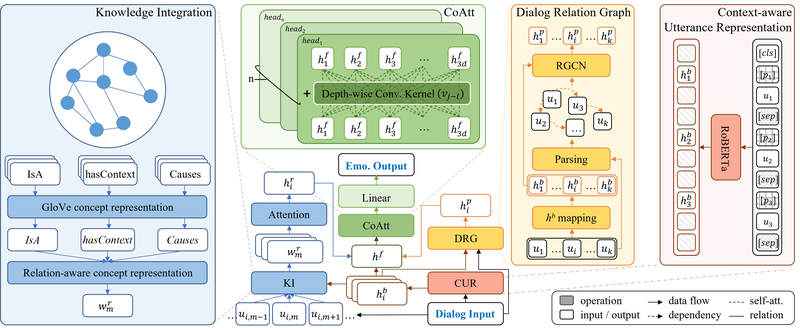 Knowledge Integration
IsA
hasContext
Causes
GloVe concept representation
IsA
hasContext
Causes
Relation-aware concept representation
w_m^r
CoAtt
head_n
head_2
head_1
n
h_1^f h_2^f h_3^f ... h_{3d}^f
+ Depth-wise Conv. Kernel (v_{j-i})
h_1^f h_2^f h_3^f ... h_{3d}^f
Emo. Output
Linear
CoAtt
h^f
h_i^r
Attention
w_m^r
KI
...u_{i,m-1} u_{i,m} u_{i,m+1}...
h_i^p
DRG
CUR
h_i^b
Dialog Input
Dialog Relation Graph
h_1^p ... h_i^p ... h_k^p
RGCN
u_1
u_3
u_2
...
u_k
Parsing
h_1^b ... h_i^b ... h_k^b
h^b mapping
u_1 ... u_i ... u_k
Context-aware
Utterance Representation
h_1^b
h_2^b
h_3^b
RoBERTa
[cls]
[p_1]
u_1
[sep]
[p_2]
u_2
[sep]
[p_3]
u_3
[sep]
operation
data flow
self-att.
input / output
dependency
relation